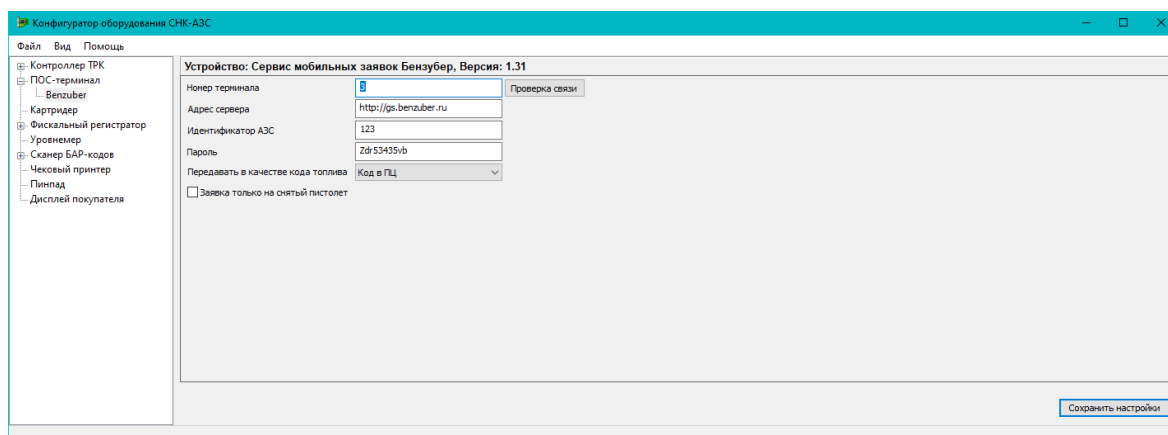 Конфигуратор оборудования СНК-АЗС
Файл Вид Помощь
Контроллер ТРК
ПОС-терминал
Benzuber
Картридер
Фискальный регистратор
Уровнемер
Сканер БАР-кодов
Чековый принтер
Пинпад
Дисплей покупателя
Устройство: Сервис мобильных заявок Бензубер, Версия: 1.31
Номер терминала 3 Проверка связи
Адрес сервера http://gs.benzuber.ru
Идентификатор АЗС 123
Пароль Zdr53435vb
Передавать в качестве кода топлива Код в ПЦ
Заявка только на снятый пистолет
Сохранить настройки